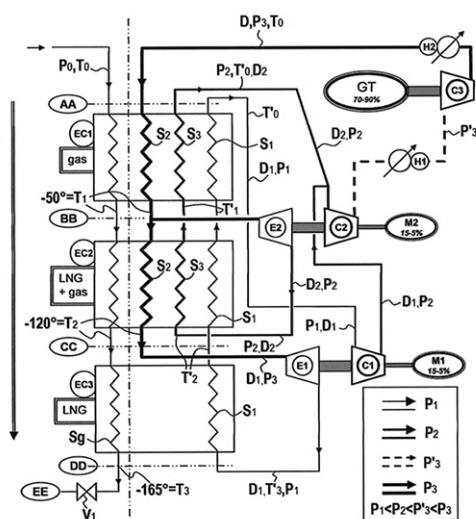 D,P3,T0
H2
P0,T0
P2,T'0,D2
GT
70-90%
C3
AA
T'0
P'3
EC1
S2
S3
S1
D2,P2
gas
D1,P1
H1
-50°=T1
T'1
BB
E2
C2
M2
15-5%
EC2
S2
S3
LNG
+ gas
D2,P2
D1,P2
-120°=T2
S1
P1,D1
P2,D2
CC
T'2
D1,P3
E1
C1
M1
15-5%
EC3
LNG
S1
P1
P2
Sg
P'3
DD
P3
EE
-165°=T3
D1,T'3,P1
P1<P2<P'3<P3
V1